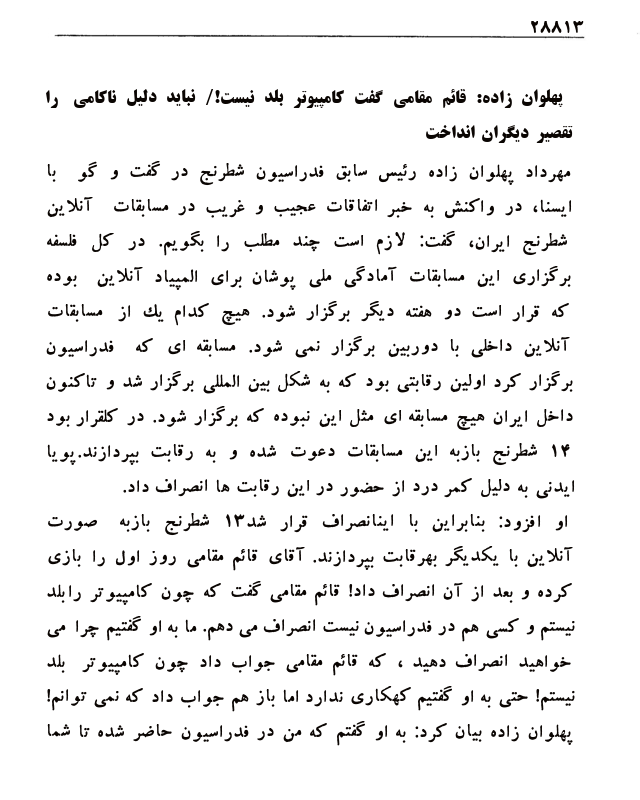 ۲۸۸۱۳
پهلوان زاده: قائم مقامی گفت کامپیوتر بلد نیست!/ نباید دلیل ناکامی را
تقصیر دیگران انداخت
مهرداد پهلوان زاده رئیس سابق فدراسیون شطرنج در گفت و گو با
ایسنا، در واکنش به خبر اتفاقات عجیب و غریب در مسابقات آنلاین
شطرنج ایران، گفت: لازم است چند مطلب را بگویم. در کل فلسفه
برگزاری این مسابقات آمادگی ملی پوشان برای المپیاد آنلاین بوده
که قرار است دو هفته دیگر برگزار شود. هیچ کدام یك از مسابقات
آنلاین داخلی با دوربین برگزار نمی شود. مسابقه ای که فدراسیون
برگزار کرد اولین رقابتی بود که به شکل بین المللی برگزار شد و تاکنون
داخل ایران هیچ مسابقه ای مثل این نبوده که برگزار شود. در کلقرار بود
۱۴ شطرنج بازبه این مسابقات دعوت شده و به رقابت بپردازند.پویا
ایدنی به دلیل کمر درد از حضور در این رقابت ها انصراف داد.
او افزود: بنابراین با اینانصراف قرار شد۱۳ شطرنج بازبه صورت
آنلاین با یکدیگر بهرقابت بپردازند. آقای قائم مقامی روز اول را بازی
کرده و بعد از آن انصراف داد! قائم مقامی گفت که چون کامپیوتر رابلد
نیستم و کسی هم در فدراسیون نیست انصراف می دهم. ما به او گفتیم چرا می
خواهید انصراف دهید ، که قائم مقامی جواب داد چون کامپیوتر بلد
نیستم! حتی به او گفتیم کهکاری ندارد اما باز هم جواب داد که نمی توانم!
پهلوان زاده بیان کرد: به او گفتم که من در فدراسیون حاضر شده تا شما